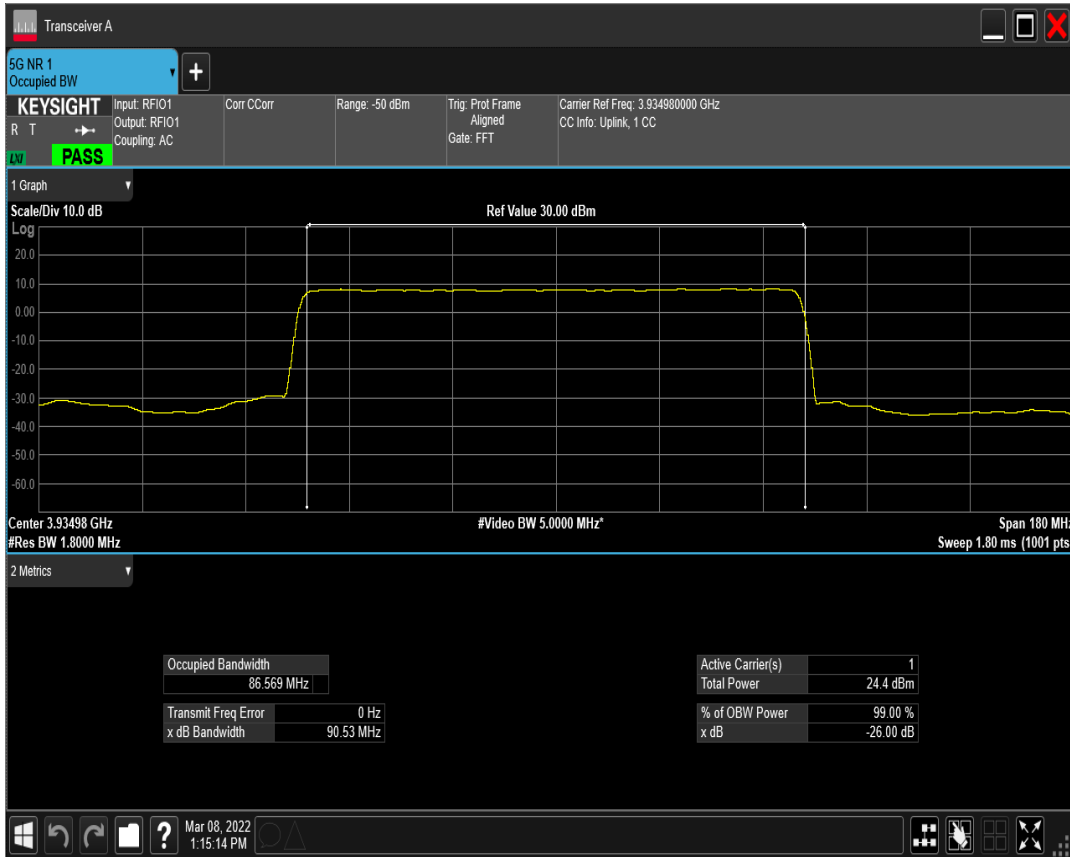 Transceiver A
5G NR 1
Occupied BW
KEYSIGHT
R T
LXI
PASS
Input: RFIO1
Output: RFIO1
Coupling: AC
Corr CCorr
Range: -50 dBm
Trig: Prot Frame
Aligned
Gate: FFT
Carrier Ref Freq: 3.934980000 GHz
CC Info: Uplink, 1 CC
1 Graph
Scale/Div 10.0 dB
Ref Value 30.00 dBm
Log
20.0
10.0
0.00
-10.0
-20.0
-30.0
-40.0
-50.0
-60.0
Center 3.93498 GHz
#Video BW 5.0000 MHz*
Span 180 MHz
#Res BW 1.8000 MHz
Sweep 1.80 ms (1001 pts
2 Metrics
Occupied Bandwidth
86.569 MHz
Transmit Freq Error 0 Hz
x dB Bandwidth 90.53 MHz
Active Carrier(s) 1
Total Power 24.4 dBm
% of OBW Power 99.00 %
x dB -26.00 dB
?
Mar 08, 2022
1:15:14 PM